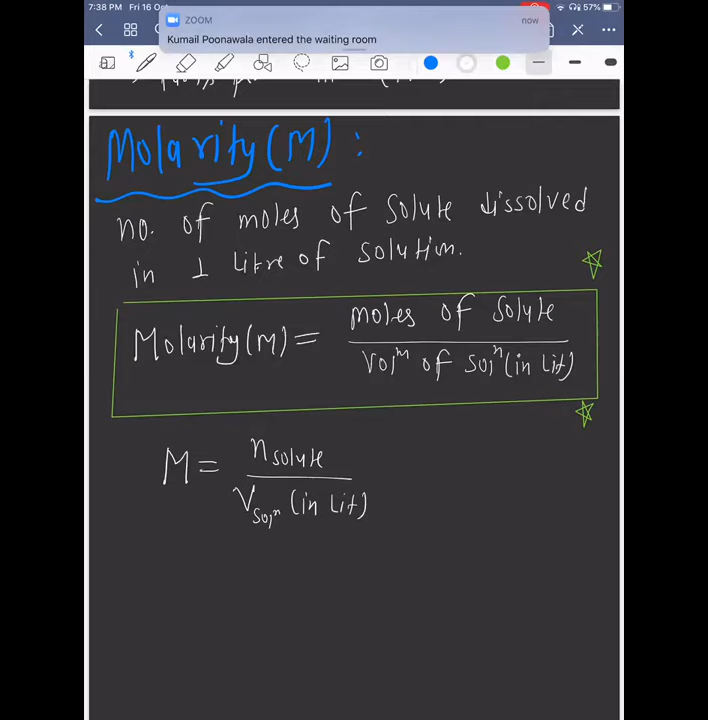 7:38 PM Fri 16 Oc
57%
ZOOM
now
Kumail Poonawala entered the waiting room
Molarity(M) :
no. of moles of solute dissolved
in 1 litre of solution.
Molarity(M) = moles of solute
Volm of Soln (in Lit)
M = nsolute
Vsoln (in Lit)